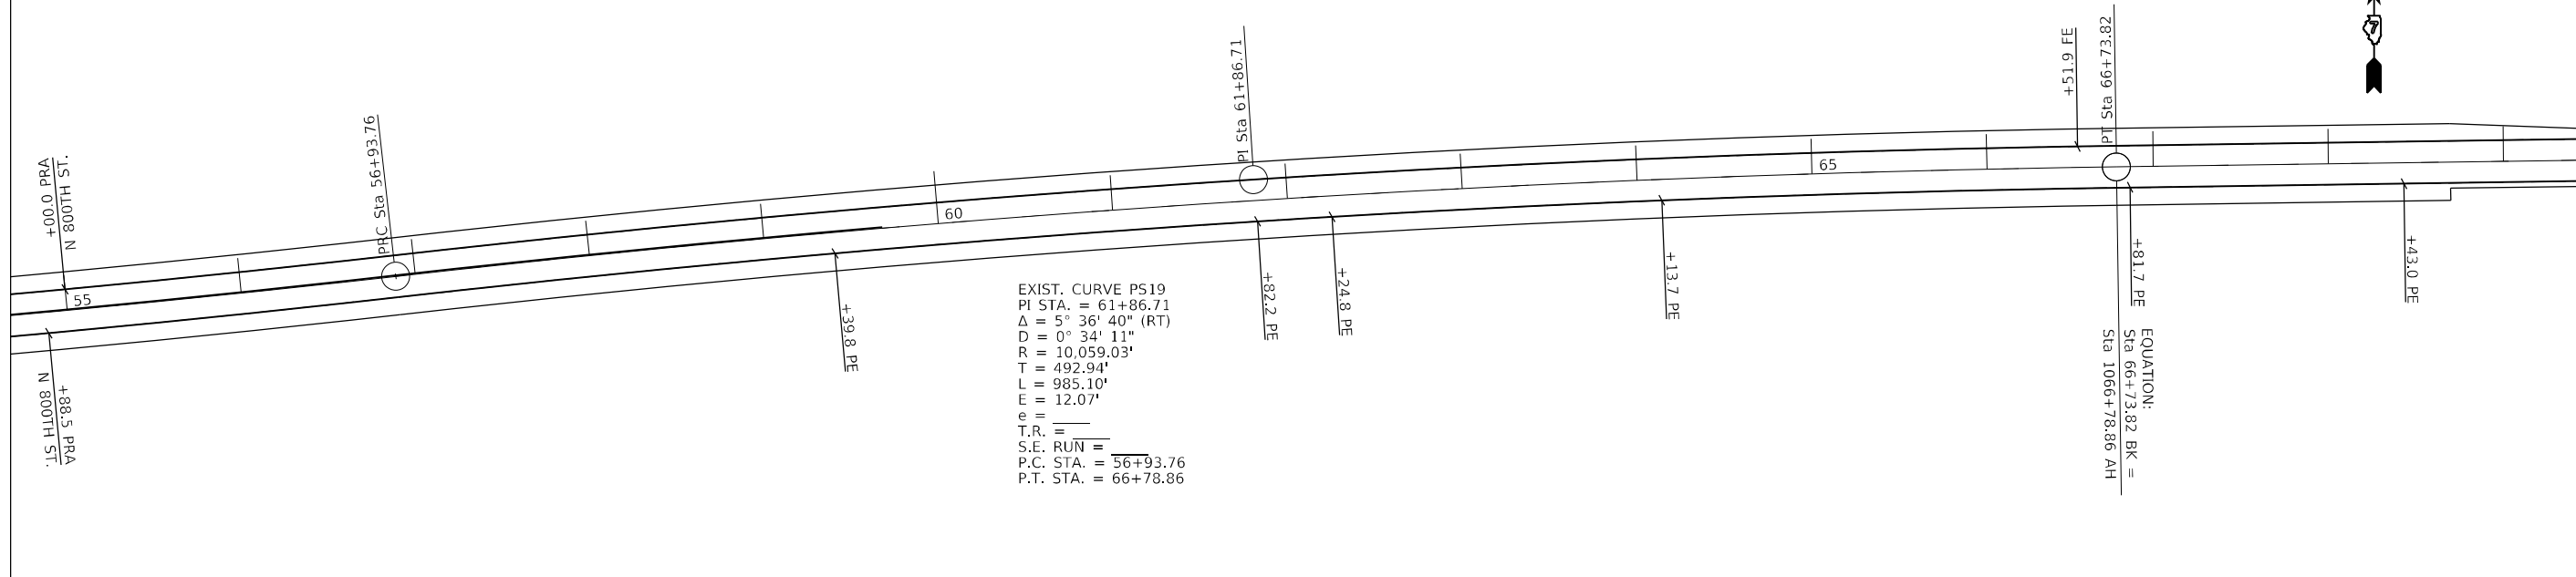 +00.0 PRA
N 800TH ST.
55
+88.5 PRA
N 800TH ST.
PRC Sta 56+93.76
+39.8 PE
60
PI Sta 61+86.71
+82.2 PE
+24.8 PE
EXIST. CURVE PS19
PI STA. = 61+86.71
Δ = 5° 36' 40" (RT)
D = 0° 34' 11"
R = 10,059.03'
T = 492.94'
L = 985.10'
E = 12.07'
e = ____
T.R. = ____
S.E. RUN = ____
P.C. STA. = 56+93.76
P.T. STA. = 66+78.86
+13.7 PE
65
+51.9 FE
PT Sta 66+73.82
+81.7 PE
EQUATION:
Sta 66+73.82 BK =
Sta 1066+78.86 AH
+43.0 PE
7